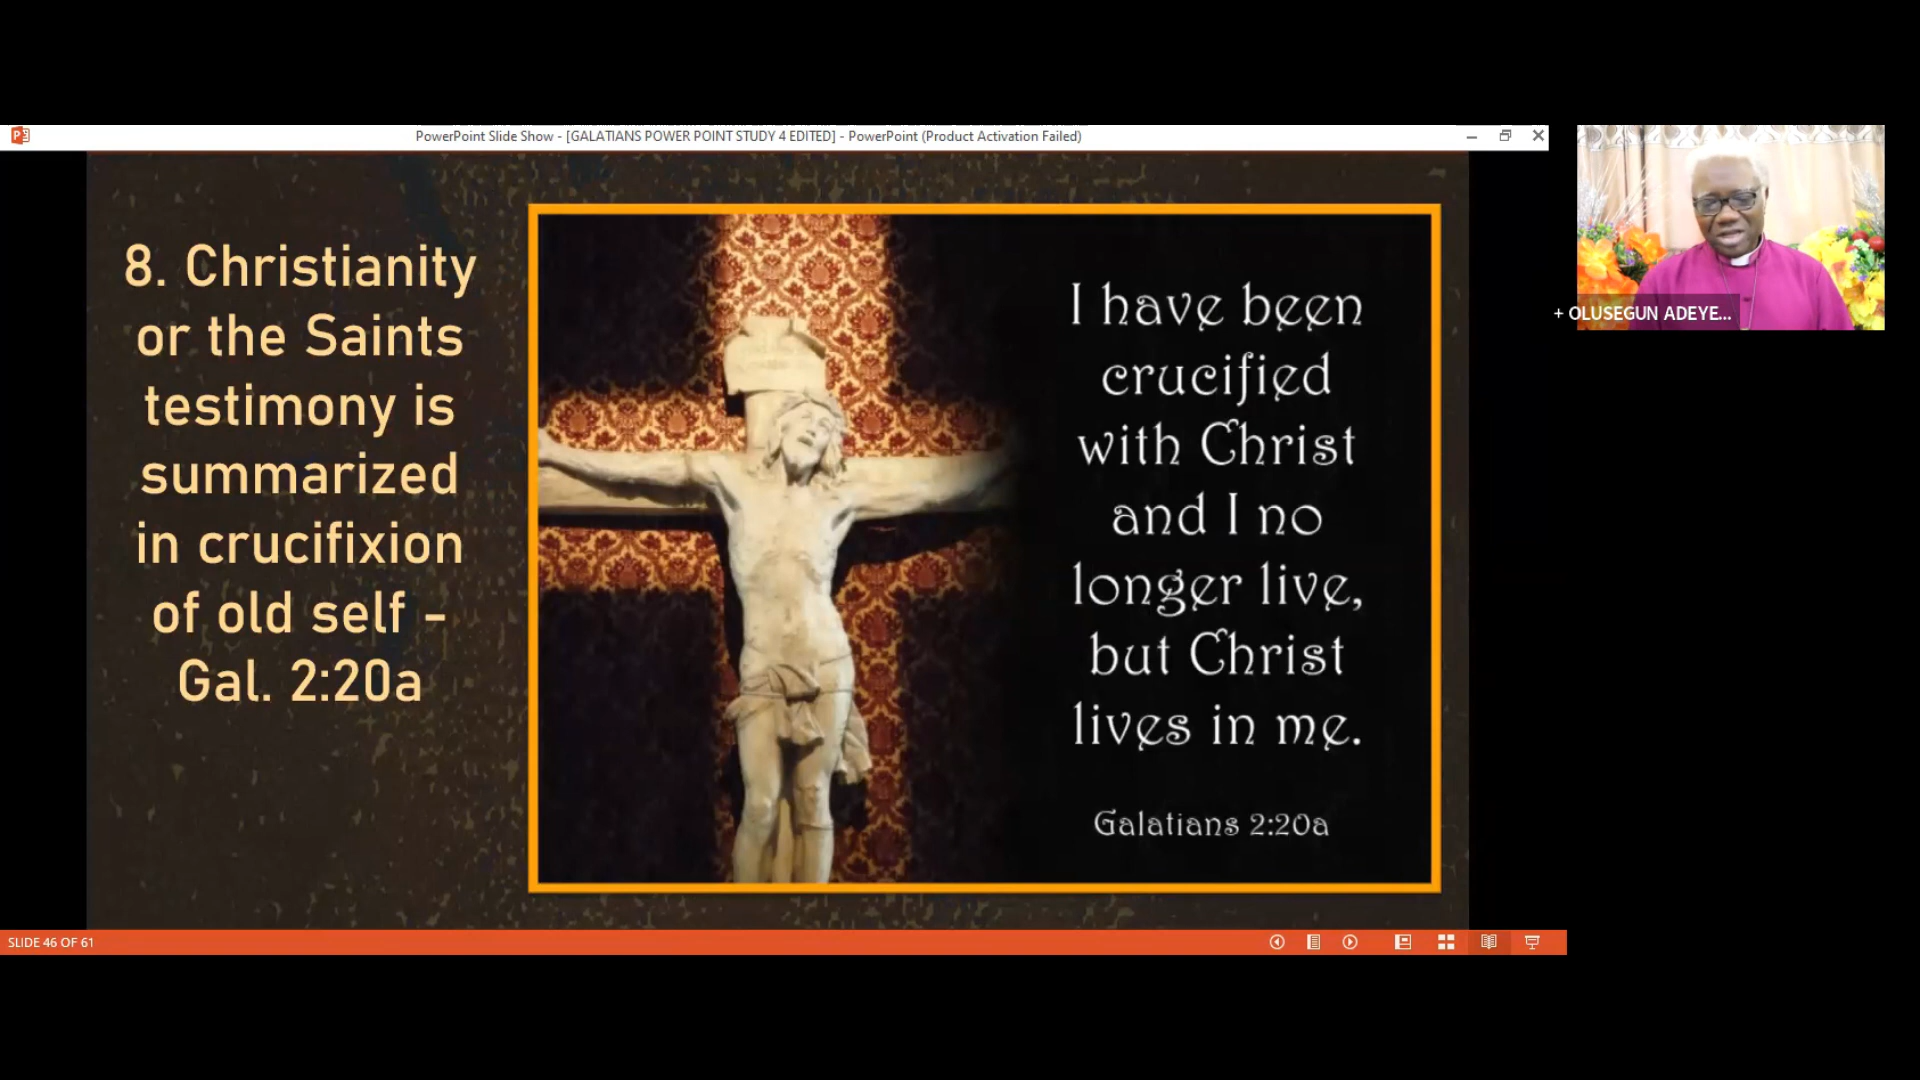 PowerPoint Slide Show - [GALATIANS POWER POINT STUDY 4 EDITED] - PowerPoint (Product Activation Failed)
8. Christianity
or the Saints
testimony is
summarized
in crucifixion
of old self -
Gal. 2:20a
I have been
crucified
with Christ
and I no
longer live,
but Christ
lives in me.
Galatians 2:20a
+ OLUSEGUN ADEYE...
SLIDE 46 OF 61